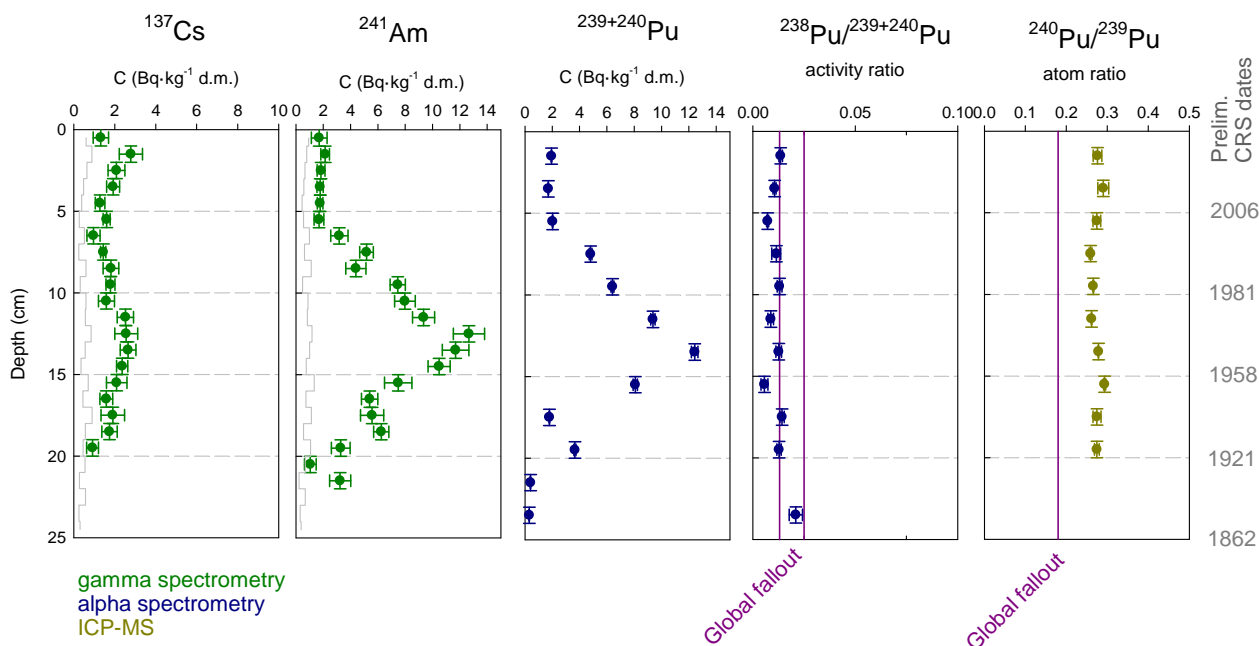 ¹³⁷Cs ²⁴¹Am ²³⁹⁺²⁴⁰Pu ²³⁸Pu/²³⁹⁺²⁴⁰Pu ²⁴⁰Pu/²³⁹Pu
C (Bq·kg⁻¹ d.m.) C (Bq·kg⁻¹ d.m.) C (Bq·kg⁻¹ d.m.) activity ratio atom ratio
0 2 4 6 8 10
0 2 4 6 8 10 12 14
0 2 4 6 8 10 12 14
0.00 0.05 0.10
0.0 0.1 0.2 0.3 0.4 0.5
Depth (cm)
0
5
10
15
20
25
Prelim.
CRS dates
2006
1981
1958
1921
1862
Global fallout
Global fallout
gamma spectrometry
alpha spectrometry
ICP-MS